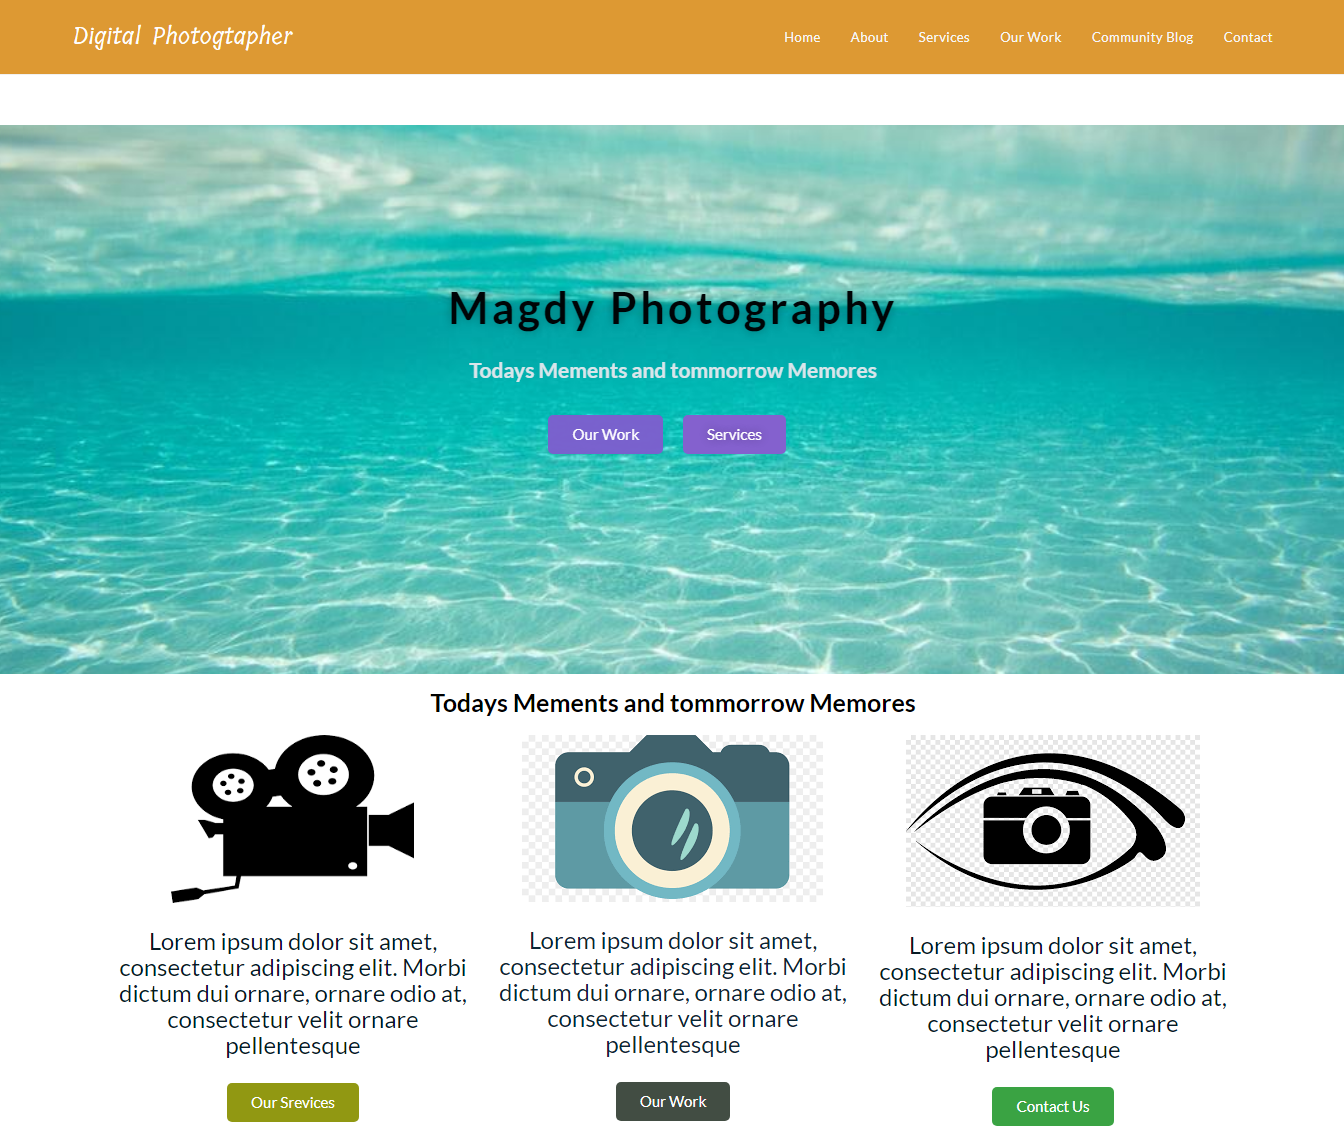 Digital Photogtapher
Home About Services Our Work Community Blog Contact
Magdy Photography
Todays Mements and tommorrow Memores
Our Work Services
Todays Mements and tommorrow Memores
Lorem ipsum dolor sit amet,
consectetur adipiscing elit. Morbi
dictum dui ornare, ornare odio at,
consectetur velit ornare
pellentesque
Our Srevices
Lorem ipsum dolor sit amet,
consectetur adipiscing elit. Morbi
dictum dui ornare, ornare odio at,
consectetur velit ornare
pellentesque
Our Work
Lorem ipsum dolor sit amet,
consectetur adipiscing elit. Morbi
dictum dui ornare, ornare odio at,
consectetur velit ornare
pellentesque
Contact Us